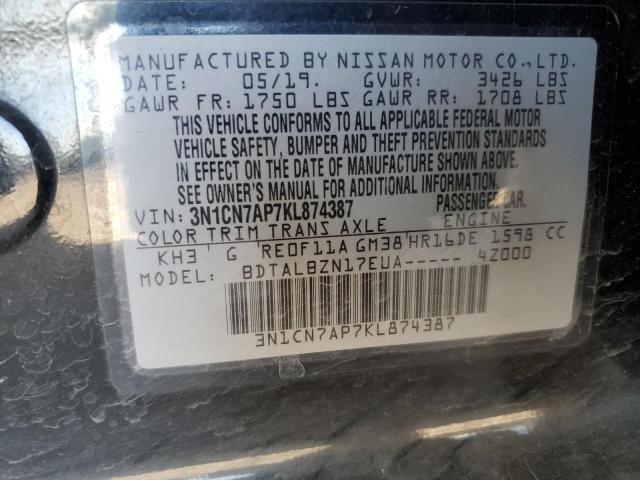 MANUFACTURED BY NISSAN MOTOR CO.,LTD.
DATE: 05/19. GVWR: 3426 LBS
GAWR FR: 1750 LBS GAWR RR: 1708 LBS
THIS VEHICLE CONFORMS TO ALL APPLICABLE FEDERAL MOTOR
VEHICLE SAFETY, BUMPER AND THEFT PREVENTION STANDARDS
IN EFFECT ON THE DATE OF MANUFACTURE SHOWN ABOVE.
SEE OWNER'S MANUAL FOR ADDITIONAL INFORMATION.
VIN: 3N1CN7AP7KL874387 PASSENGER CAR
COLOR TRIM TRANS AXLE ENGINE
KH3 G RE0F11A GM38 HR16DE 1598 CC
MODEL: BDTALBZN17EUA----- 4Z000
3N1CN7AP7KL874387